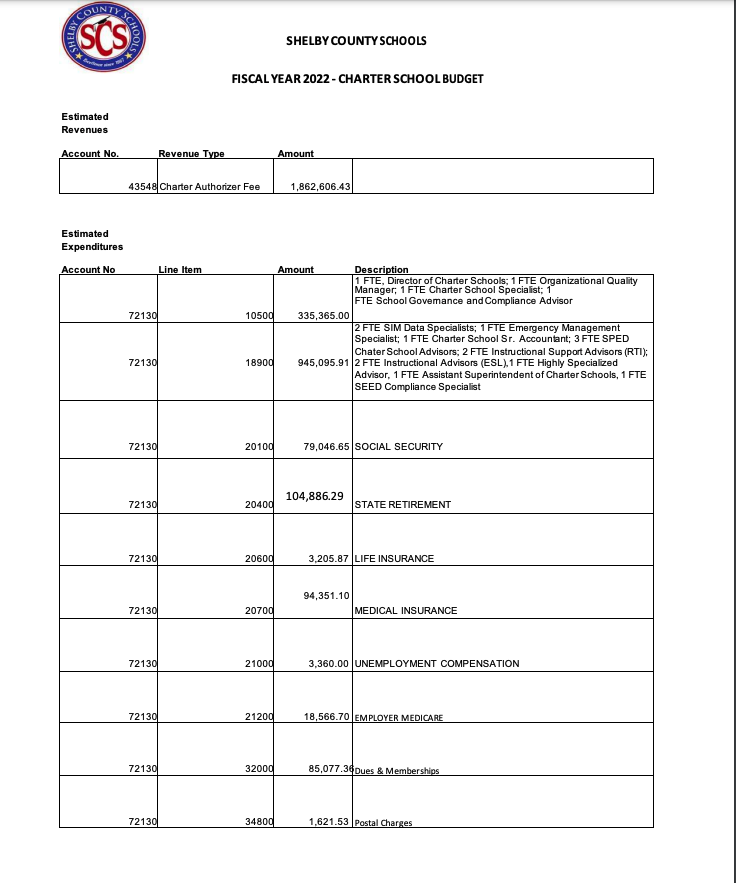 SHELBY COUNTY SCHOOLS
SCS
SHELBY COUNTY SCHOOLS
FISCAL YEAR 2022 - CHARTER SCHOOL BUDGET
Estimated
Revenues
Account No. Revenue Type Amount
43548 Charter Authorizer Fee 1,862,606.43
Estimated
Expenditures
Account No Line Item Amount Description
1 FTE, Director of Charter Schools; 1 FTE Organizational Quality
Manager; 1 FTE Charter School Specialist; 1
FTE School Governance and Compliance Advisor
72130 10500 335,365.00
2 FTE SIM Data Specialists; 1 FTE Emergency Management
Specialist; 1 FTE Charter School Sr. Accountant; 3 FTE SPED
Chater School Advisors; 2 FTE Instructional Support Advisors (RTI);
72130 18900 945,095.91 2 FTE Instructional Advisors (ESL),1 FTE Highly Specialized
Advisor, 1 FTE Assistant Superintendent of Charter Schools, 1 FTE
SEED Compliance Specialist
72130 20100 79,046.65 SOCIAL SECURITY
72130 20400 104,886.29 STATE RETIREMENT
72130 20600 3,205.87 LIFE INSURANCE
72130 20700 94,351.10 MEDICAL INSURANCE
72130 21000 3,360.00 UNEMPLOYMENT COMPENSATION
72130 21200 18,566.70 EMPLOYER MEDICARE
72130 32000 85,077.36 Dues & Memberships
72130 34800 1,621.53 Postal Charges